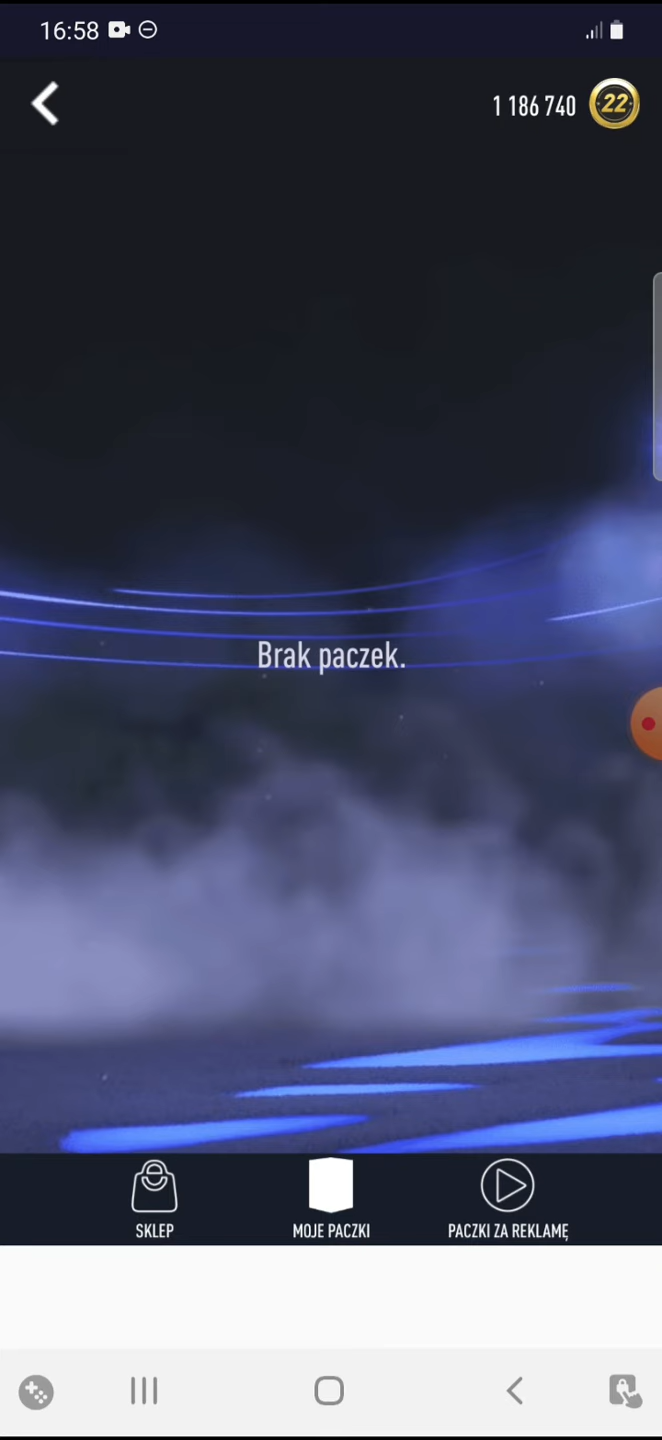 16:58
1 186 740
22
Brak paczek.
SKLEP
MOJE PACZKI
PACZKI ZA REKLAMĘ